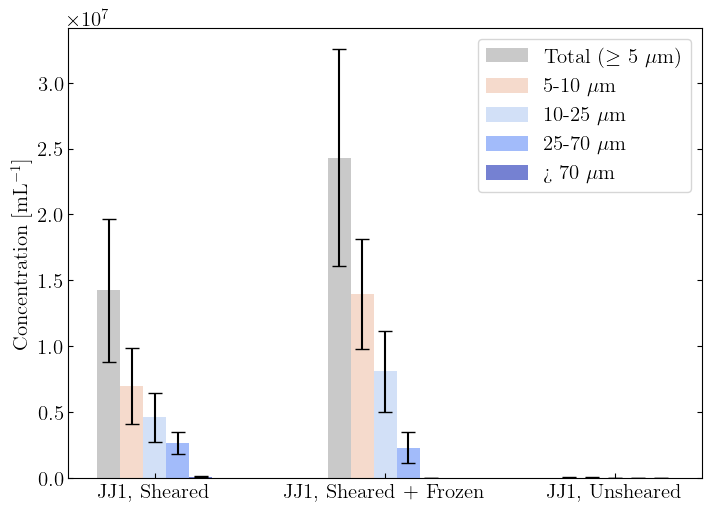 ×10⁷
Concentration [mL⁻¹]
3.0
2.5
2.0
1.5
1.0
0.5
0.0
Total (≥ 5 μm)
5-10 μm
10-25 μm
25-70 μm
¿ 70 μm
JJ1, Sheared
JJ1, Sheared + Frozen
JJ1, Unsheared